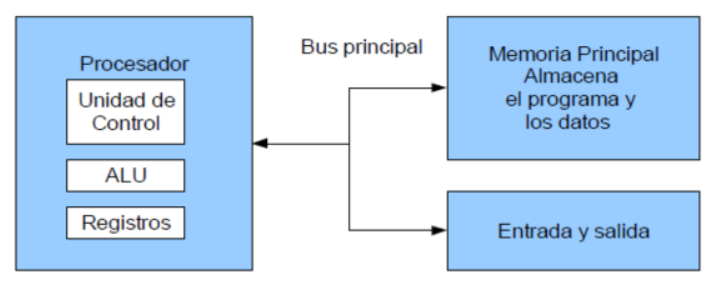 Procesador
Unidad de
Control
ALU
Registros
Bus principal
Memoria Principal
Almacena
el programa y
los datos
Entrada y salida